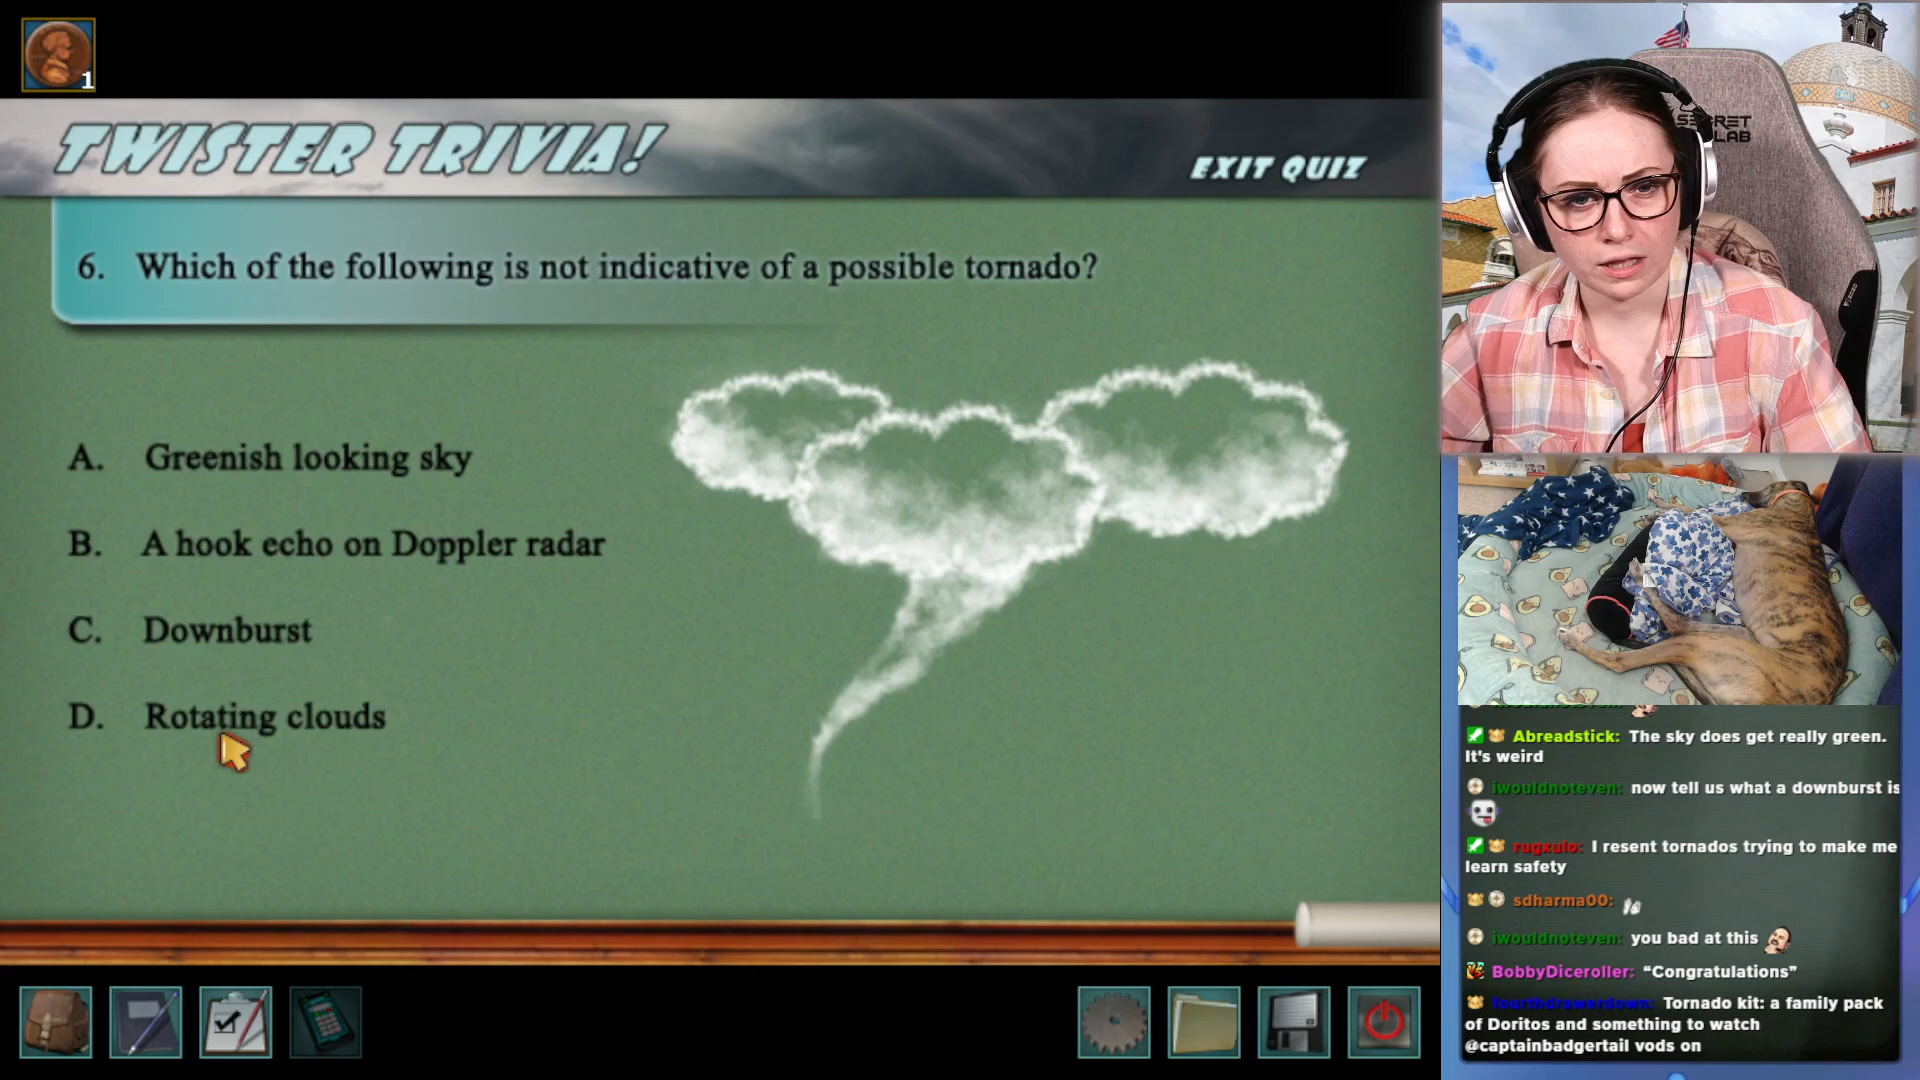 1
TWISTER TRIVIA!
EXIT QUIZ
6. Which of the following is not indicative of a possible tornado?
A. Greenish looking sky
B. A hook echo on Doppler radar
C. Downburst
D. Rotating clouds
SECRET
LAB
Abreadstick: The sky does get really green.
It's weird
iwouldnoteven: now tell us what a downburst is
rugxulo: I resent tornados trying to make me
learn safety
sdharma00:
iwouldnoteven: you bad at this
BobbyDiceroller: “Congratulations”
fourthdrawerdown: Tornado kit: a family pack
of Doritos and something to watch
@captainbadgertail vods on